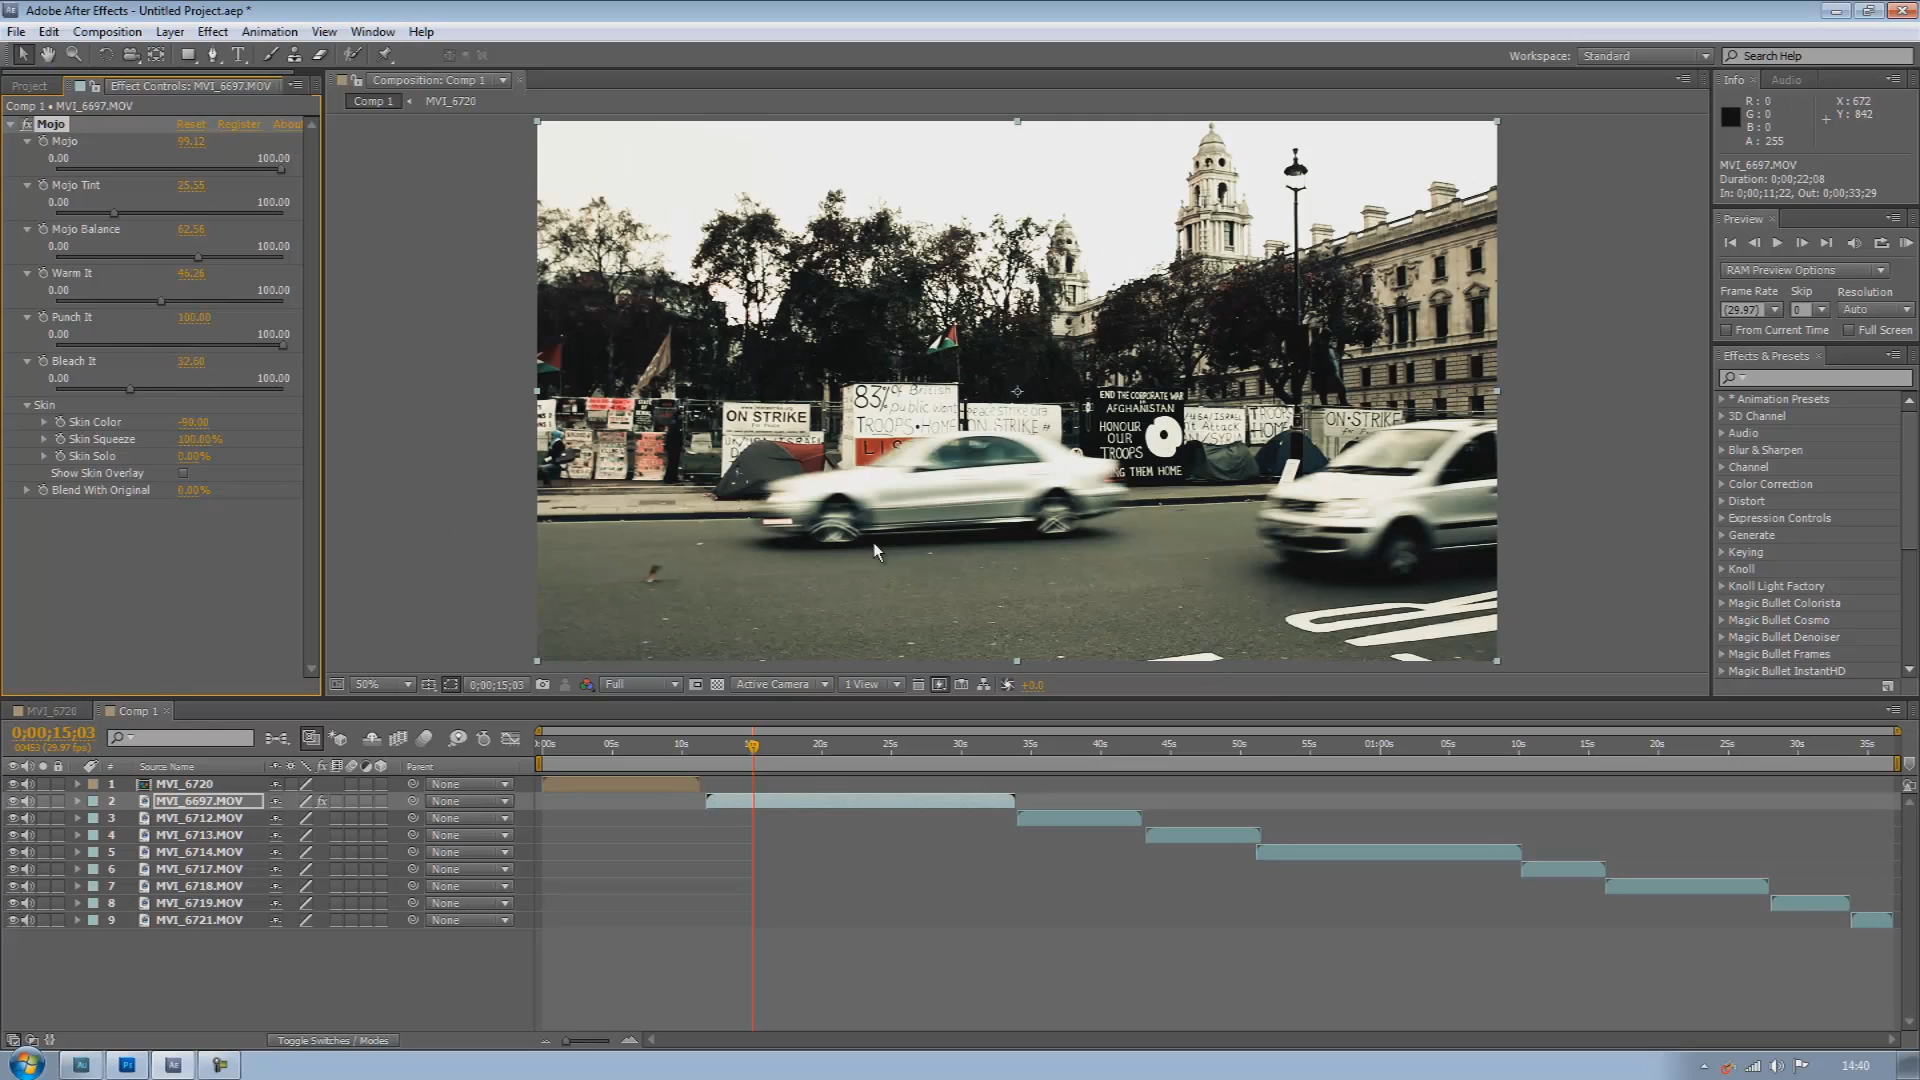 Adobe After Effects - Untitled Project.aep *
File Edit Composition Layer Effect Animation View Window Help
Workspace: Standard Search Help
Project Effect Controls: MVI_6697.MOV
Comp 1 • MVI_6697.MOV
fx Mojo Reset Register About
Mojo 99.12
0.00 100.00
Mojo Tint 25.55
0.00 100.00
Mojo Balance 62.56
0.00 100.00
Warm It 46.26
0.00 100.00
Punch It 100.00
0.00 100.00
Bleach It 32.60
0.00 100.00
Skin
Skin Color -90.00
Skin Squeeze 100.00%
Skin Solo 0.00%
Show Skin Overlay
Blend With Original 0.00%
Composition: Comp 1
Comp 1 MVI_6720
ON STRIKE
83% of British
public want
TROOPS HOME
END THE CORPORATE WAR
AFGHANISTAN
HONOUR
OUR
TROOPS
THEM HOME
ON STRIKE
TROOPS
HOME
ON STRIKE
50% 0;00;15;03 Full Active Camera 1 View +0.0
Info Audio
R : 0 X : 672
G : 0 Y : 842
B : 0
A : 255
MVI_6697.MOV
Duration: 0;00;22;08
In: 0;00;11;22, Out: 0;00;33;29
Preview
RAM Preview Options
Frame Rate Skip Resolution
(29.97) 0 Auto
From Current Time Full Screen
Effects & Presets
* Animation Presets
3D Channel
Audio
Blur & Sharpen
Channel
Color Correction
Distort
Expression Controls
Generate
Keying
Knoll
Knoll Light Factory
Magic Bullet Colorista
Magic Bullet Cosmo
Magic Bullet Denoiser
Magic Bullet Frames
Magic Bullet InstantHD
MVI_6720 Comp 1
0;00;15;03
00453 (29.97 fps)
# Source Name Parent
:00s 05s 10s 20s 25s 30s 35s 40s 45s 50s 55s 01:00s 05s 10s 15s 20s 25s 30s 35s
1 MVI_6720 None
2 MVI_6697.MOV fx None
3 MVI_6712.MOV None
4 MVI_6713.MOV None
5 MVI_6714.MOV None
6 MVI_6717.MOV None
7 MVI_6718.MOV None
8 MVI_6719.MOV None
9 MVI_6721.MOV None
Toggle Switches / Modes
Au Ps Ae
14:40